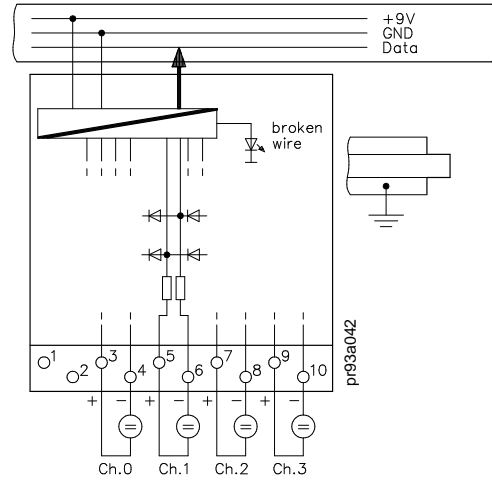 +9V
GND
Data
broken
wire
pr93a042
1 2 3 4 5 6 7 8 9 10
+ − + − + − + −
= = = =
Ch.0 Ch.1 Ch.2 Ch.3